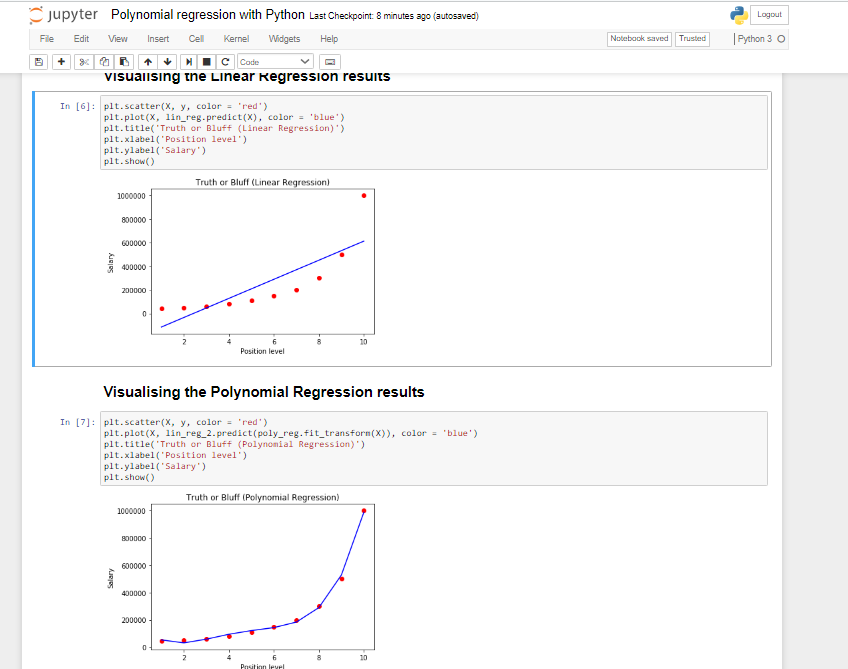 jupyter Polynomial regression with Python Last Checkpoint: 8 minutes ago (autosaved)
Logout
File Edit View Insert Cell Kernel Widgets Help
Notebook saved Trusted Python 3
Code
Visualising the Linear Regression results
In [6]: plt.scatter(X, y, color = 'red')
plt.plot(X, lin_reg.predict(X), color = 'blue')
plt.title('Truth or Bluff (Linear Regression)')
plt.xlabel('Position level')
plt.ylabel('Salary')
plt.show()
Truth or Bluff (Linear Regression)
1000000
800000
600000
400000
200000
0
Salary
2 4 6 8 10
Position level
Visualising the Polynomial Regression results
In [7]: plt.scatter(X, y, color = 'red')
plt.plot(X, lin_reg_2.predict(poly_reg.fit_transform(X)), color = 'blue')
plt.title('Truth or Bluff (Polynomial Regression)')
plt.xlabel('Position level')
plt.ylabel('Salary')
plt.show()
Truth or Bluff (Polynomial Regression)
1000000
800000
600000
400000
200000
0
Salary
2 4 6 8 10
Position level